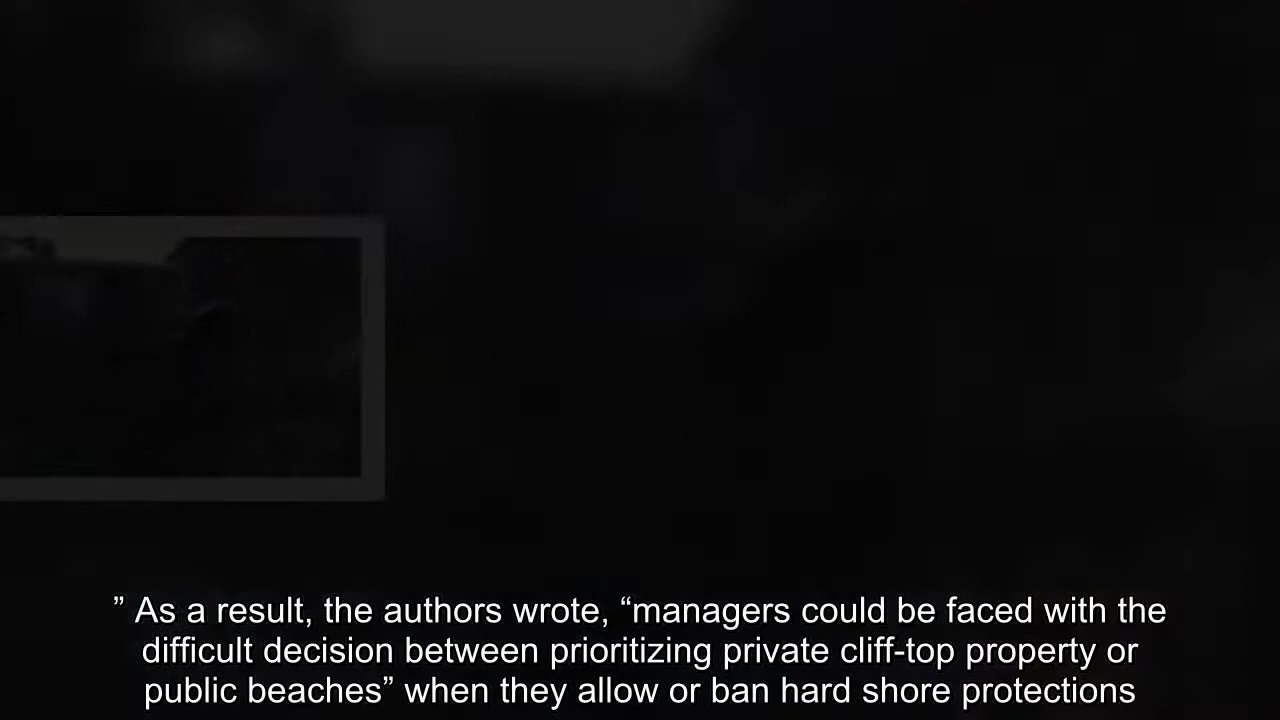 ” As a result, the authors wrote, “managers could be faced with the
difficult decision between prioritizing private cliff-top property or
public beaches” when they allow or ban hard shore protections